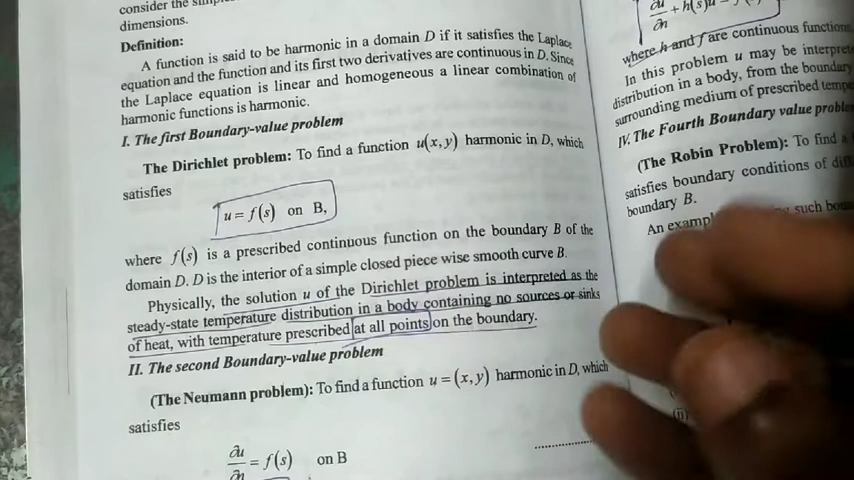 consider the
dimensions.
Definition:
A function is said to be harmonic in a domain D if it satisfies the Laplace
equation and the function and its first two derivatives are continuous in D. Since
the Laplace equation is linear and homogeneous a linear combination of
harmonic functions is harmonic.
I. The first Boundary-value problem
The Dirichlet problem: To find a function u(x, y) harmonic in D, which
satisfies
u = f(s) on B,
where f(s) is a prescribed continuous function on the boundary B of the
domain D. D is the interior of a simple closed piece wise smooth curve B.
Physically, the solution u of the Dirichlet problem is interpreted as the
steady-state temperature distribution in a body containing no sources or sinks
of heat, with temperature prescribed at all points on the boundary.
II. The second Boundary-value problem
(The Neumann problem): To find a function u = (x, y) harmonic in D, which
satisfies
∂u/∂n = f(s) on B
∂u/∂n + h(s)u
where h and f are continuous functions
In this problem u may be
distribution in a body, from the boundary
surrounding medium of prescribed
IV. The Fourth Boundary value
(The Robin Problem): To find a
satisfies boundary conditions of
boundary B.
An example such
(ii)